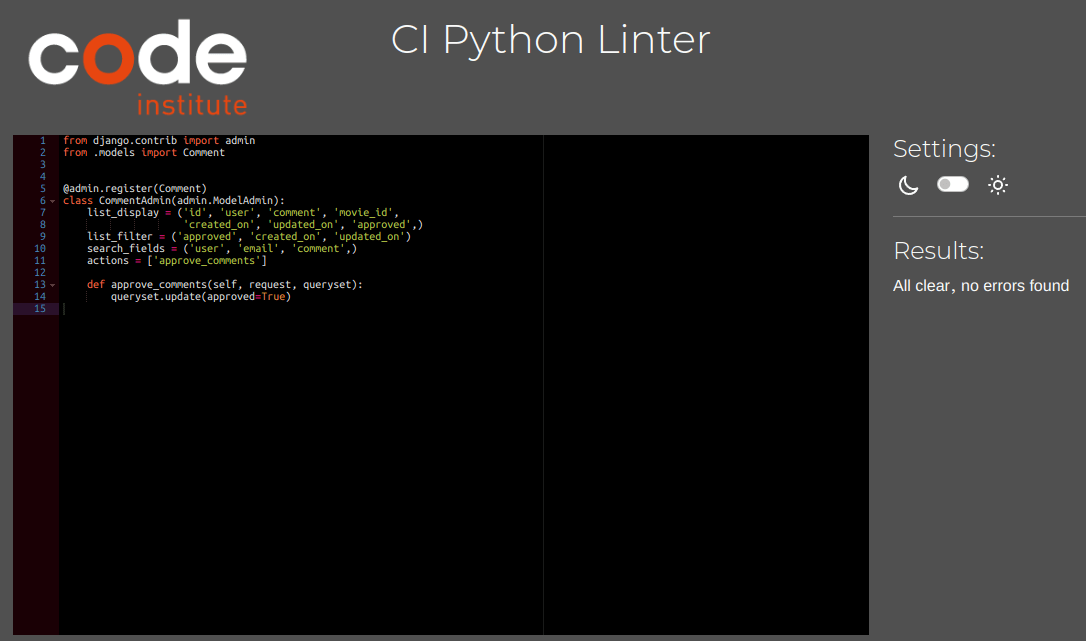 code
institute
CI Python Linter
1 from django.contrib import admin
2 from .models import Comment
3
4
5 @admin.register(Comment)
6 class CommentAdmin(admin.ModelAdmin):
7     list_display = ('id', 'user', 'comment', 'movie_id',
8                     'created_on', 'updated_on', 'approved',)
9     list_filter = ('approved', 'created_on', 'updated_on')
10     search_fields = ('user', 'email', 'comment',)
11     actions = ['approve_comments']
12
13     def approve_comments(self, request, queryset):
14         queryset.update(approved=True)
15
Settings:
Results:
All clear, no errors found